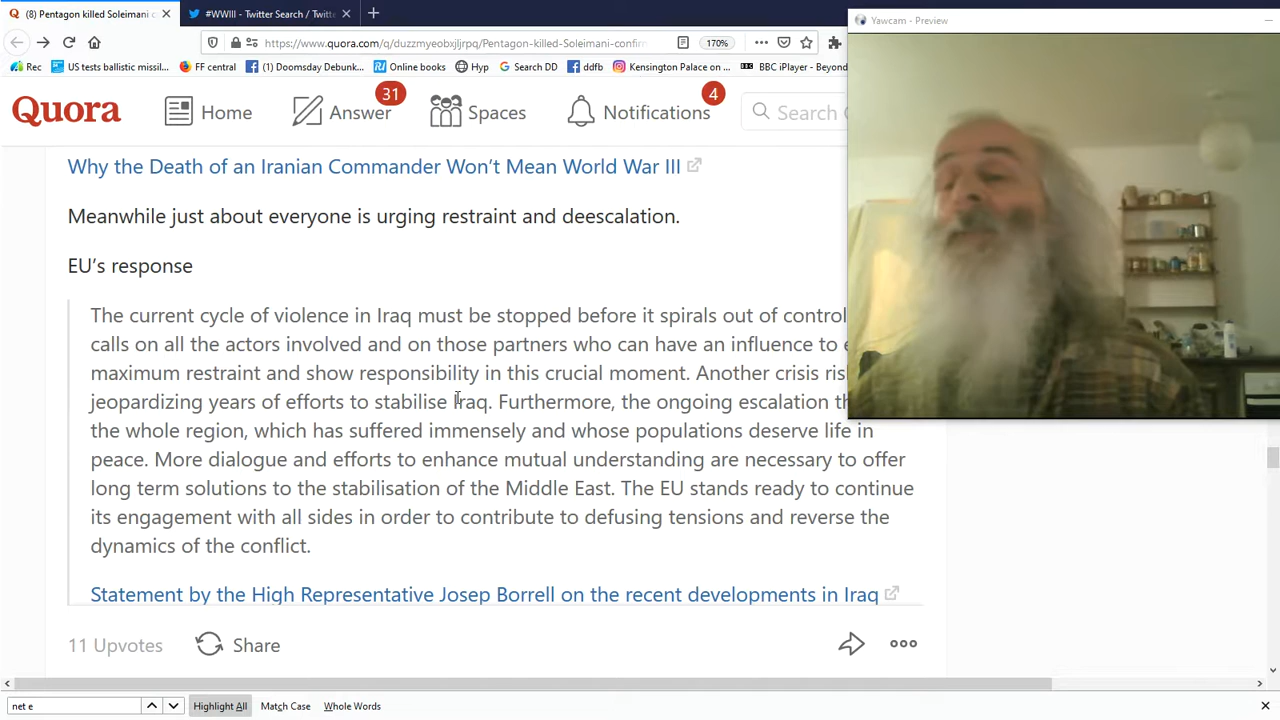 (8) Pentagon killed Soleimani c
#WWIII - Twitter Search / Twitte
Yawcam - Preview
https://www.quora.com/q/duzzmyeobxjljrpq/Pentagon-killed-Soleimani-confirm
170%
Rec
US tests ballistic missil...
FF central
(1) Doomsday Debunk...
Online books
Hyp
Search DD
ddfb
Kensington Palace on ...
BBC iPlayer - Beyond
Quora
Home
31
Answer
Spaces
4
Notifications
Search
Why the Death of an Iranian Commander Won’t Mean World War III
Meanwhile just about everyone is urging restraint and deescalation.
EU’s response
The current cycle of violence in Iraq must be stopped before it spirals out of control
calls on all the actors involved and on those partners who can have an influence to e
maximum restraint and show responsibility in this crucial moment. Another crisis ris
jeopardizing years of efforts to stabilise Iraq. Furthermore, the ongoing escalation th
the whole region, which has suffered immensely and whose populations deserve life in
peace. More dialogue and efforts to enhance mutual understanding are necessary to offer
long term solutions to the stabilisation of the Middle East. The EU stands ready to continue
its engagement with all sides in order to contribute to defusing tensions and reverse the
dynamics of the conflict.
Statement by the High Representative Josep Borrell on the recent developments in Iraq
11 Upvotes
Share
net e
Highlight All
Match Case
Whole Words